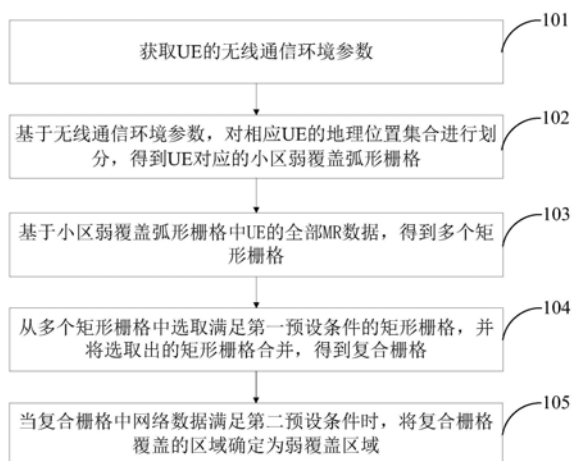 101
获取UE的无线通信环境参数
102
基于无线通信环境参数，对相应UE的地理位置集合进行划
分，得到UE对应的小区弱覆盖弧形栅格
103
基于小区弱覆盖弧形栅格中UE的全部MR数据，得到多个矩
形栅格
104
从多个矩形栅格中选取满足第一预设条件的矩形栅格，并
将选取出的矩形栅格合并，得到复合栅格
105
当复合栅格中网络数据满足第二预设条件时，将复合栅格
覆盖的区域确定为弱覆盖区域